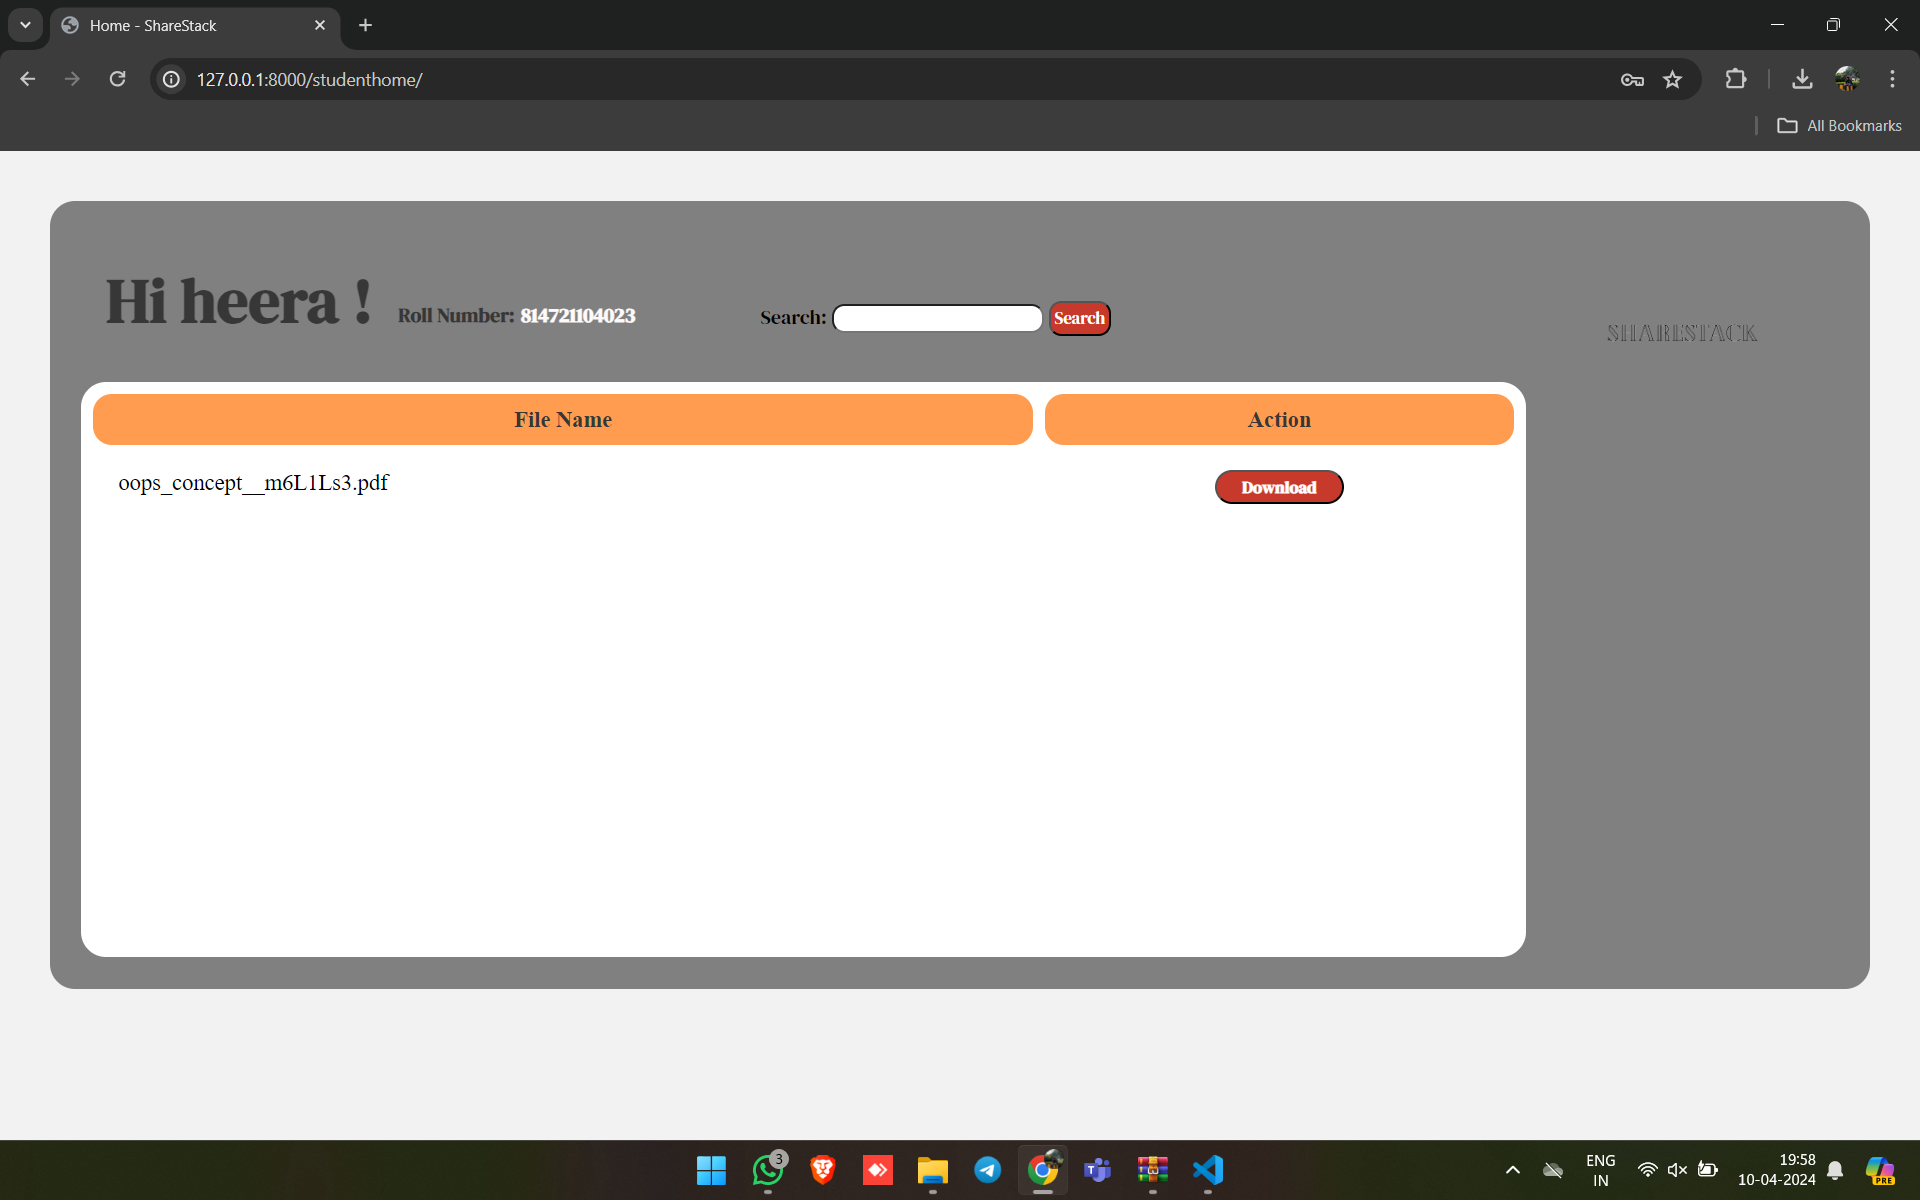 Home - ShareStack
127.0.0.1:8000/studenthome/
All Bookmarks
Hi heera !
Roll Number: 814721104023
Search:
Search
SHARESTACK
File Name
Action
oops_concept__m6L1Ls3.pdf
Download
3
T
ENG
IN
19:58
10-04-2024
PRE